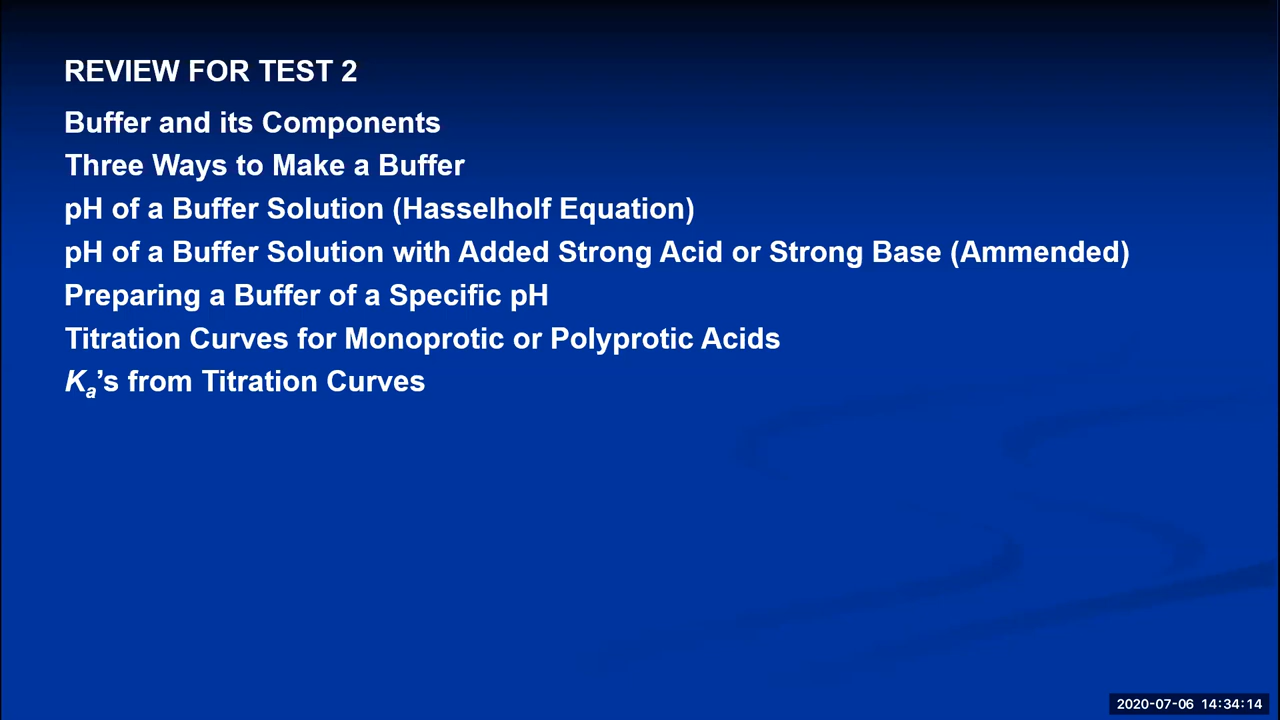 REVIEW FOR TEST 2
Buffer and its Components
Three Ways to Make a Buffer
pH of a Buffer Solution (Hasselholf Equation)
pH of a Buffer Solution with Added Strong Acid or Strong Base (Ammended)
Preparing a Buffer of a Specific pH
Titration Curves for Monoprotic or Polyprotic Acids
Ka's from Titration Curves
2020-07-06 14:34:14